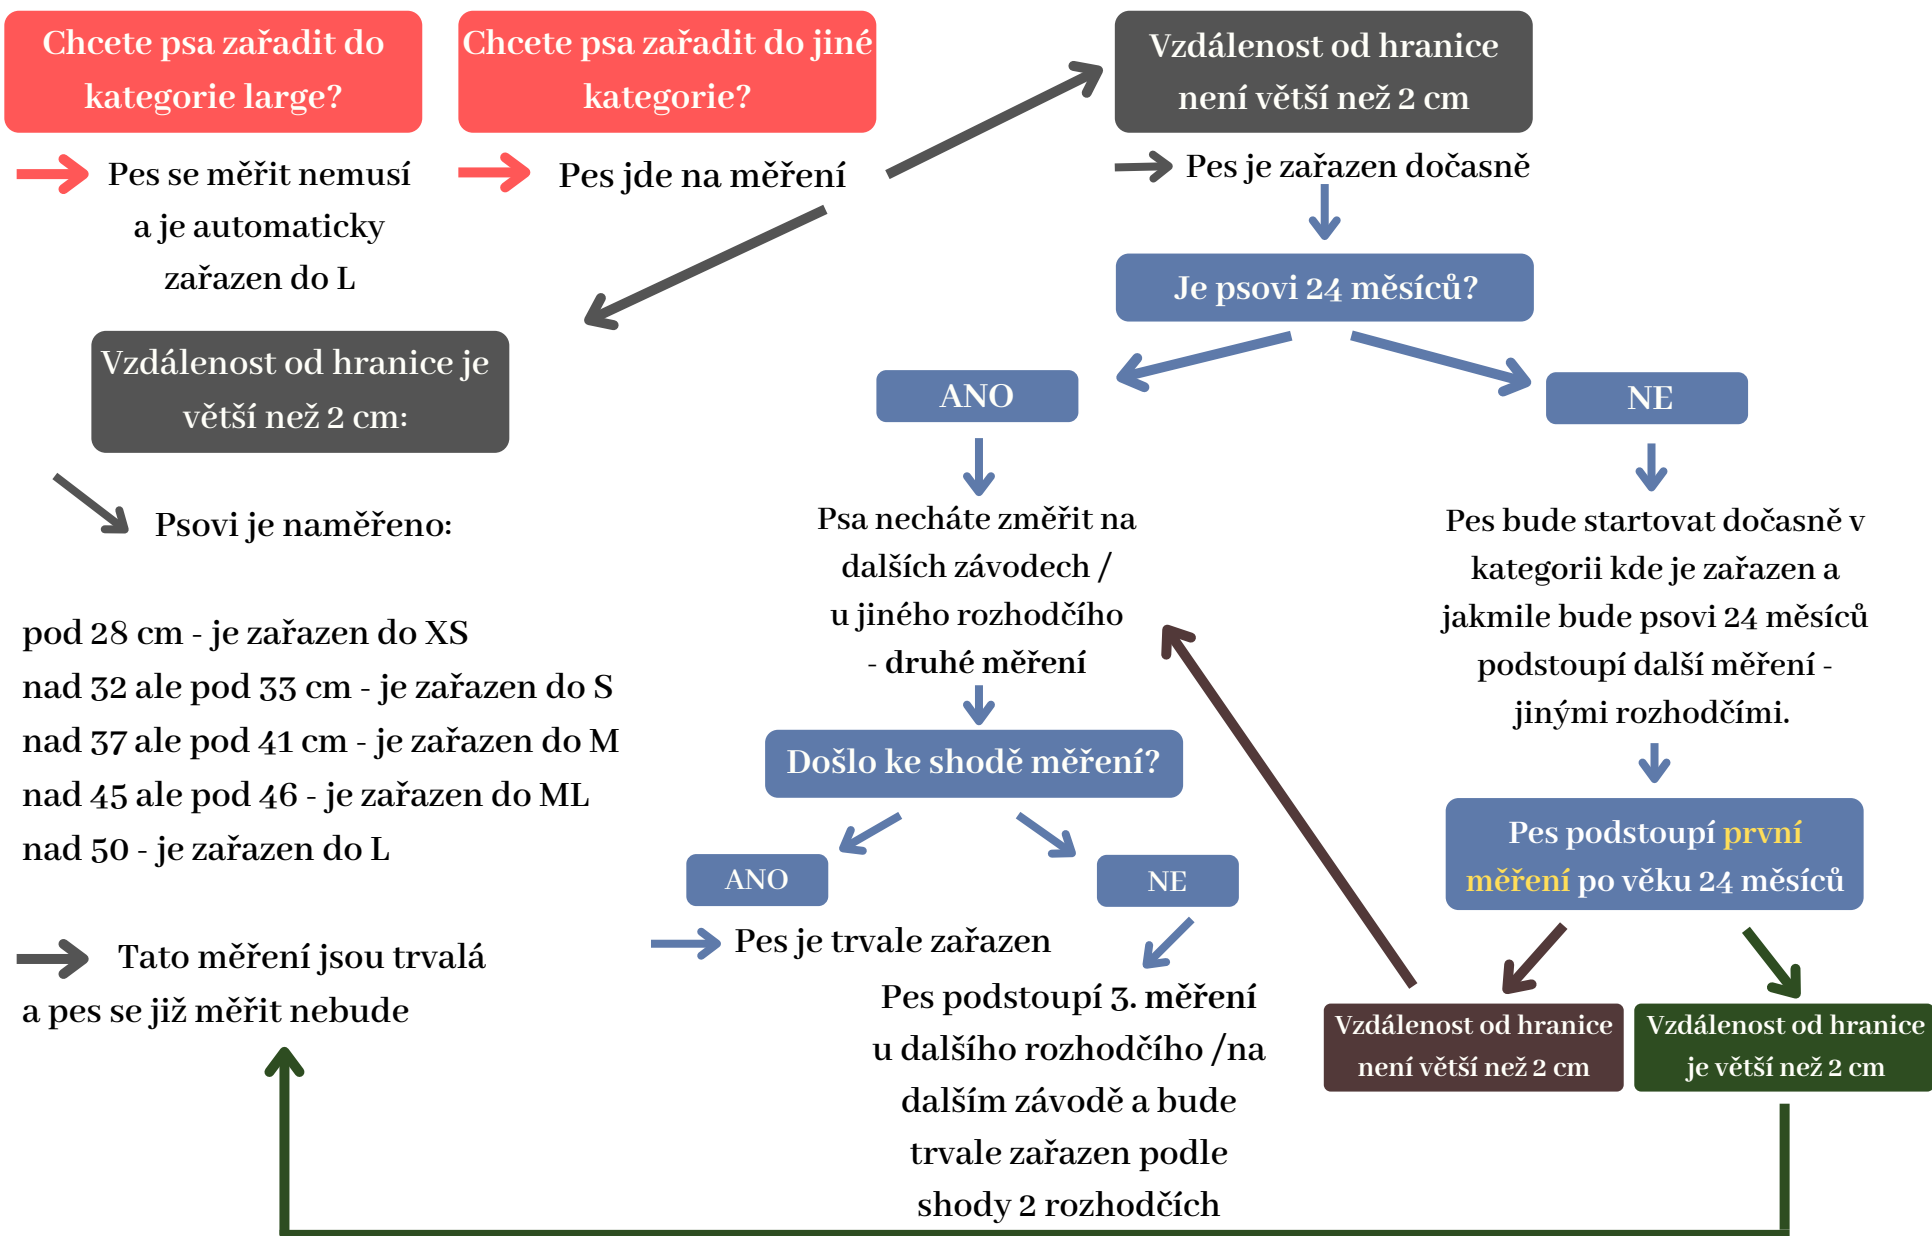 Chcete psa zařadit do
kategorie large?
Pes se měřit nemusí
a je automaticky
zařazen do L
Chcete psa zařadit do jiné
kategorie?
Pes jde na měření
Vzdálenost od hranice je
větší než 2 cm:
Psovi je naměřeno:
pod 28 cm - je zařazen do XS
nad 32 ale pod 33 cm - je zařazen do S
nad 37 ale pod 41 cm - je zařazen do M
nad 45 ale pod 46 - je zařazen do ML
nad 50 - je zařazen do L
Tato měření jsou trvalá
a pes se již měřit nebude
Vzdálenost od hranice
není větší než 2 cm
Pes je zařazen dočasně
Je psovi 24 měsíců?
ANO
Psa necháte změřit na
dalších závodech /
u jiného rozhodčího
- druhé měření
Došlo ke shodě měření?
ANO
Pes je trvale zařazen
NE
Pes podstoupí 3. měření
u dalšího rozhodčího /na
dalším závodě a bude
trvale zařazen podle
shody 2 rozhodčích
NE
Pes bude startovat dočasně v
kategorii kde je zařazen a
jakmile bude psovi 24 měsíců
podstoupí další měření -
jinými rozhodčími.
Pes podstoupí první
měření po věku 24 měsíců
Vzdálenost od hranice
není větší než 2 cm
Vzdálenost od hranice
je větší než 2 cm